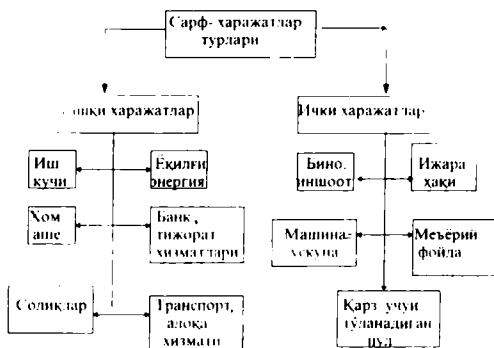 Сарф- харажатлар
турлари
шқи харажатлар
Ички харажатлар
Иш
кучи
Ёқилғи
энергия
Хом
ашё
Банк,
тижорат
хизматлари
Солиқлар
Транспорт,
алоқа
хизмати
Бино.
иншоот
Ижара
ҳақи
Машина-
ускуна
Меъёрий
фойда
Қарз учун
тўланадиган
пул